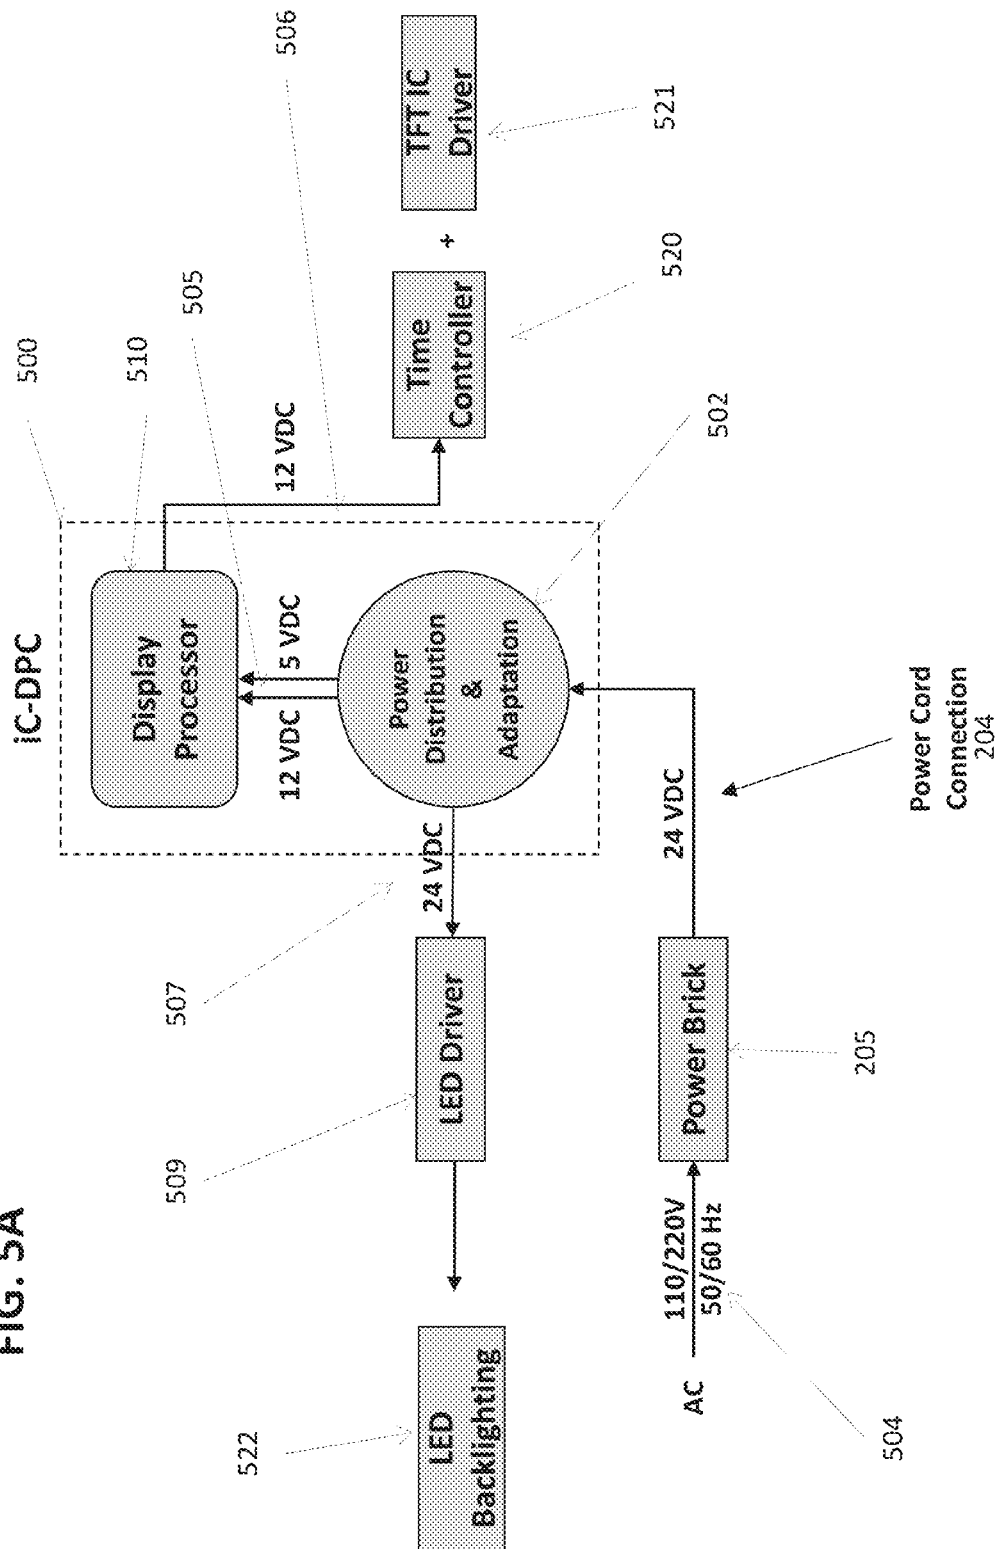 FIG. 5A
iC-DPC
500
510
505
506
Display
Processor
12 VDC
12 VDC
5 VDC
507
509
522
LED
Backlighting
LED Driver
24 VDC
Power
Distribution
&
Adaptation
Time
Controller
+
TFT IC
Driver
502
520
521
AC
110/220V
50/60 Hz
Power Brick
24 VDC
504
205
Power Cord
Connection
204